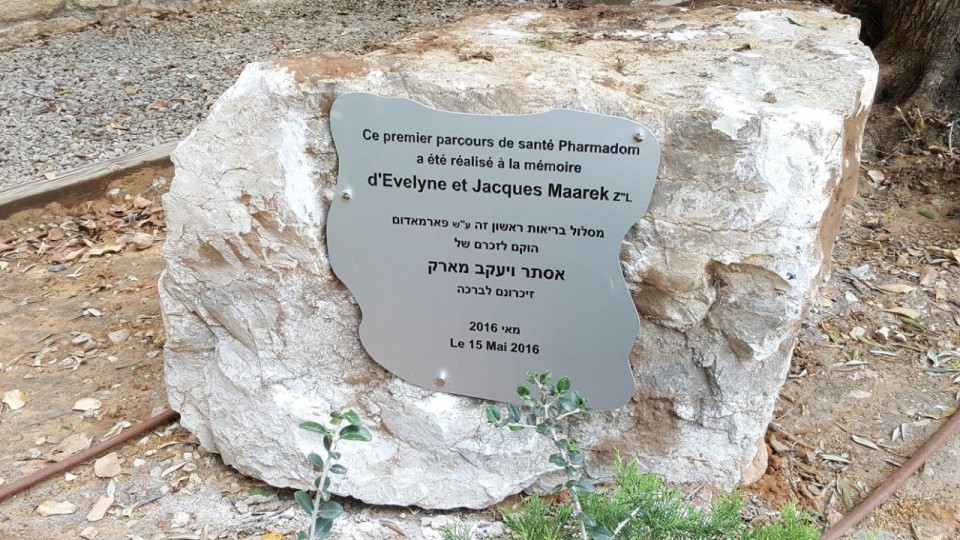 Ce premier parcours de santé Pharmadom
a été réalisé à la mémoire
d'Evelyne et Jacques Maarek Z"L
מסלול בריאות ראשון זה ע"ש פארמאדום
הוקם לזכרם של
אסתר ויעקב מארק
זיכרונם לברכה
מאי 2016
Le 15 Mai 2016